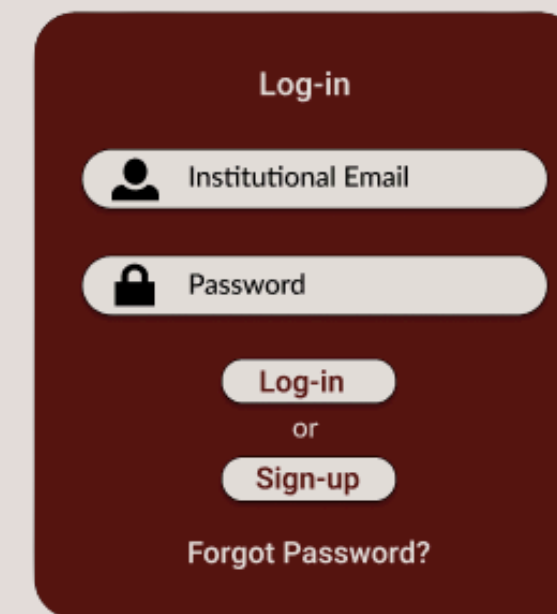 Log-in
Institutional Email
Password
Log-in
or
Sign-up
Forgot Password?